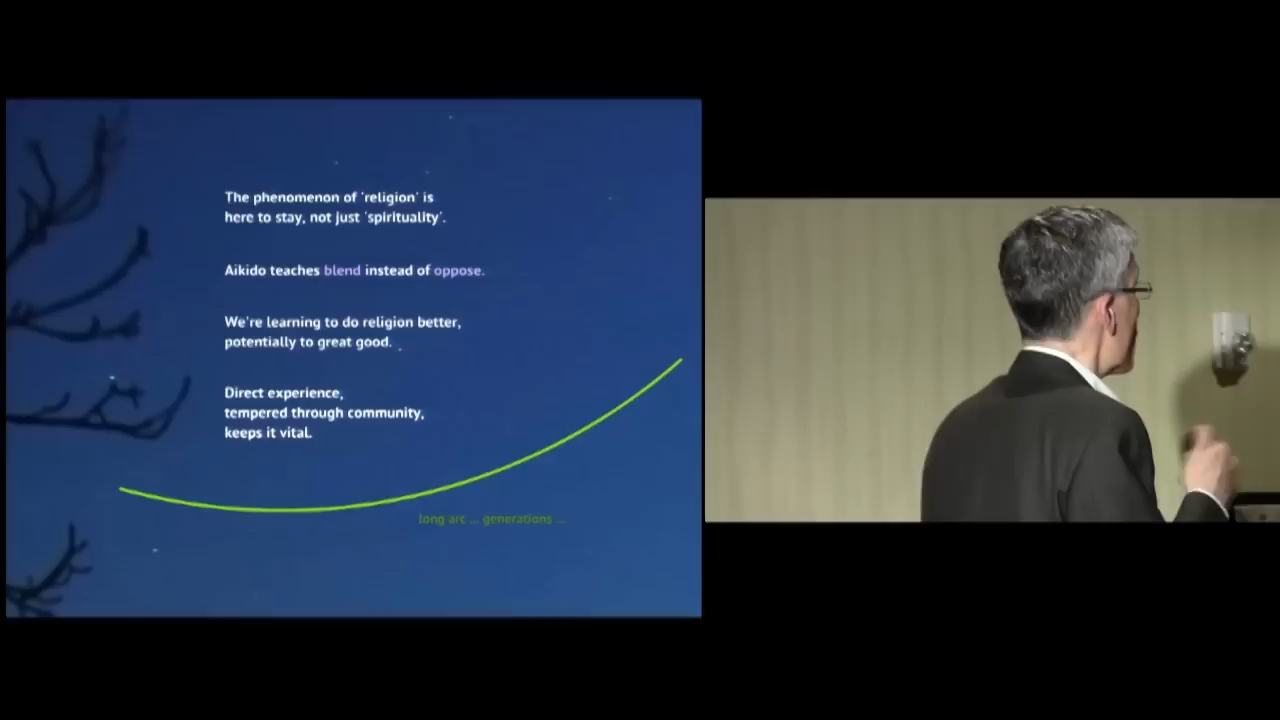 The phenomenon of 'religion' is
here to stay, not just 'spirituality'.
Aikido teaches blend instead of oppose.
We're learning to do religion better,
potentially to great good.
Direct experience,
tempered through community,
keeps it vital.
long arc ... generations ...